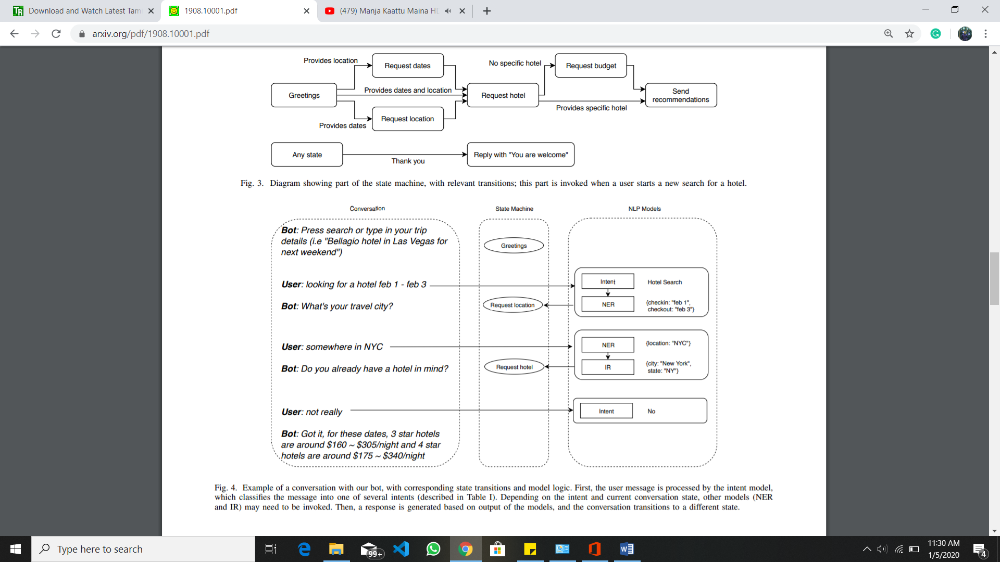 Download and Watch Latest Tam
1908.10001.pdf
(479) Manja Kaattu Maina HD
arxiv.org/pdf/1908.10001.pdf
Provides location
Request dates
No specific hotel
Request budget
Greetings
Provides dates and location
Request hotel
Send
recommendations
Provides specific hotel
Request location
Provides dates
Any state
Thank you
Reply with "You are welcome"
Fig. 3. Diagram showing part of the state machine, with relevant transitions; this part is invoked when a user starts a new search for a hotel.
Conversation
State Machine
NLP Models
Bot: Press search or type in your trip
details (i.e "Bellagio hotel in Las Vegas for
next weekend")
Greetings
User: looking for a hotel feb 1 - feb 3
Intent
Hotel Search
Bot: What's your travel city?
Request location
NER
{checkin: "feb 1",
checkout: "feb 3"}
User: somewhere in NYC
NER
{location: "NYC"}
Bot: Do you already have a hotel in mind?
Request hotel
IR
{city: "New York",
state: "NY"}
User: not really
Intent
No
Bot: Got it, for these dates, 3 star hotels
are around $160 ~ $305/night and 4 star
hotels are around $175 ~ $340/night
Fig. 4. Example of a conversation with our bot, with corresponding state transitions and model logic. First, the user message is processed by the intent model,
which classifies the message into one of several intents (described in Table I). Depending on the intent and current conversation state, other models (NER
and IR) may need to be invoked. Then, a response is generated based on output of the models, and the conversation transitions to a different state.
Type here to search
99+
11:30 AM
1/5/2020
4